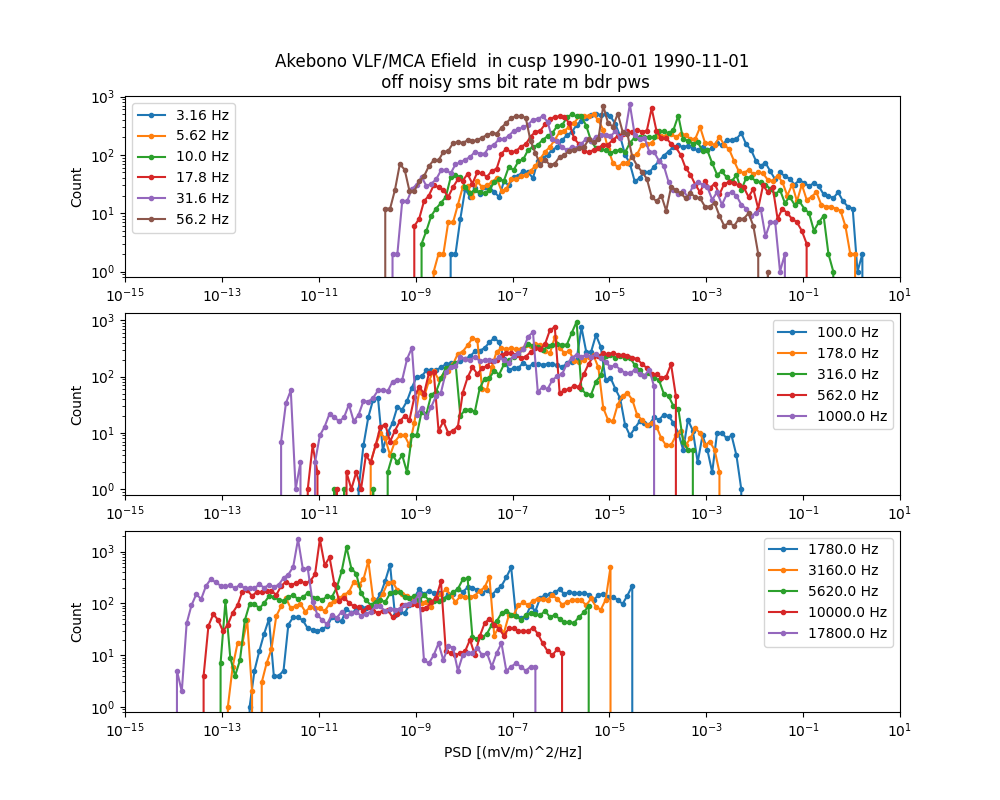 Akebono VLF/MCA Efield  in cusp 1990-10-01 1990-11-01
off noisy sms bit rate m bdr pws
Count
10^3
10^2
10^1
10^0
3.16 Hz
5.62 Hz
10.0 Hz
17.8 Hz
31.6 Hz
56.2 Hz
10^-15 10^-13 10^-11 10^-9 10^-7 10^-5 10^-3 10^-1 10^1
Count
10^3
10^2
10^1
10^0
100.0 Hz
178.0 Hz
316.0 Hz
562.0 Hz
1000.0 Hz
10^-15 10^-13 10^-11 10^-9 10^-7 10^-5 10^-3 10^-1 10^1
Count
10^3
10^2
10^1
10^0
1780.0 Hz
3160.0 Hz
5620.0 Hz
10000.0 Hz
17800.0 Hz
10^-15 10^-13 10^-11 10^-9 10^-7 10^-5 10^-3 10^-1 10^1
PSD [(mV/m)^2/Hz]